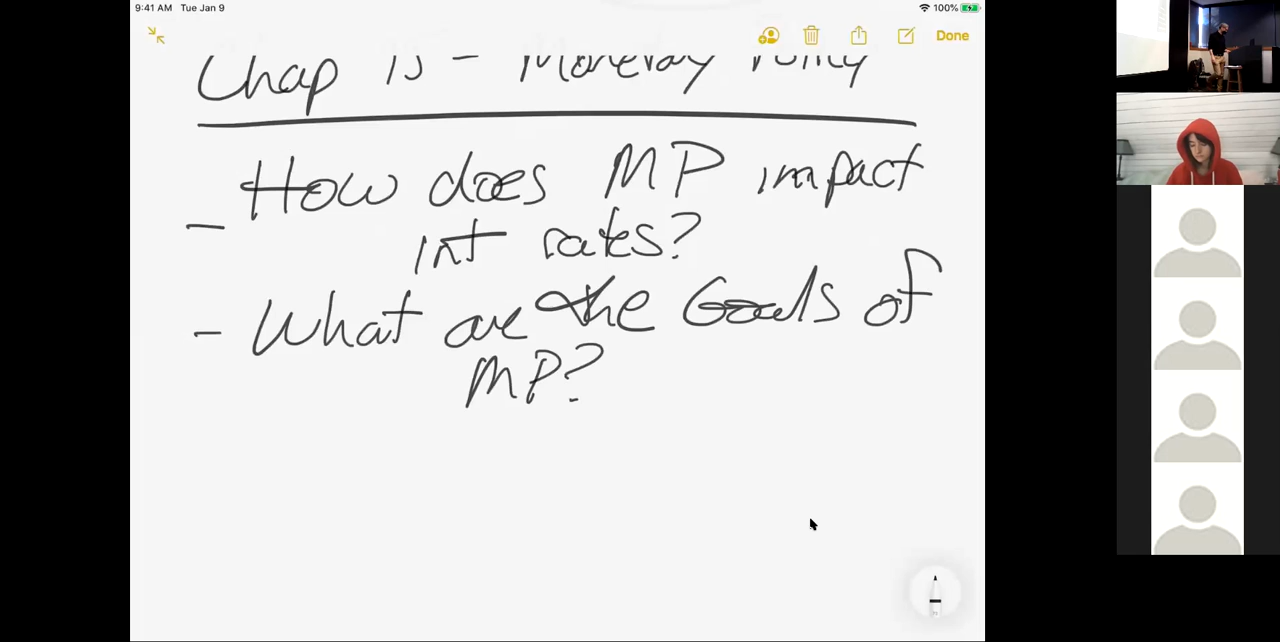 9:41 AM Tue Jan 9
100%
Done
Chap 15 - Monetay Policy
- How does MP impact
int rates?
- What are the Goals of
MP?